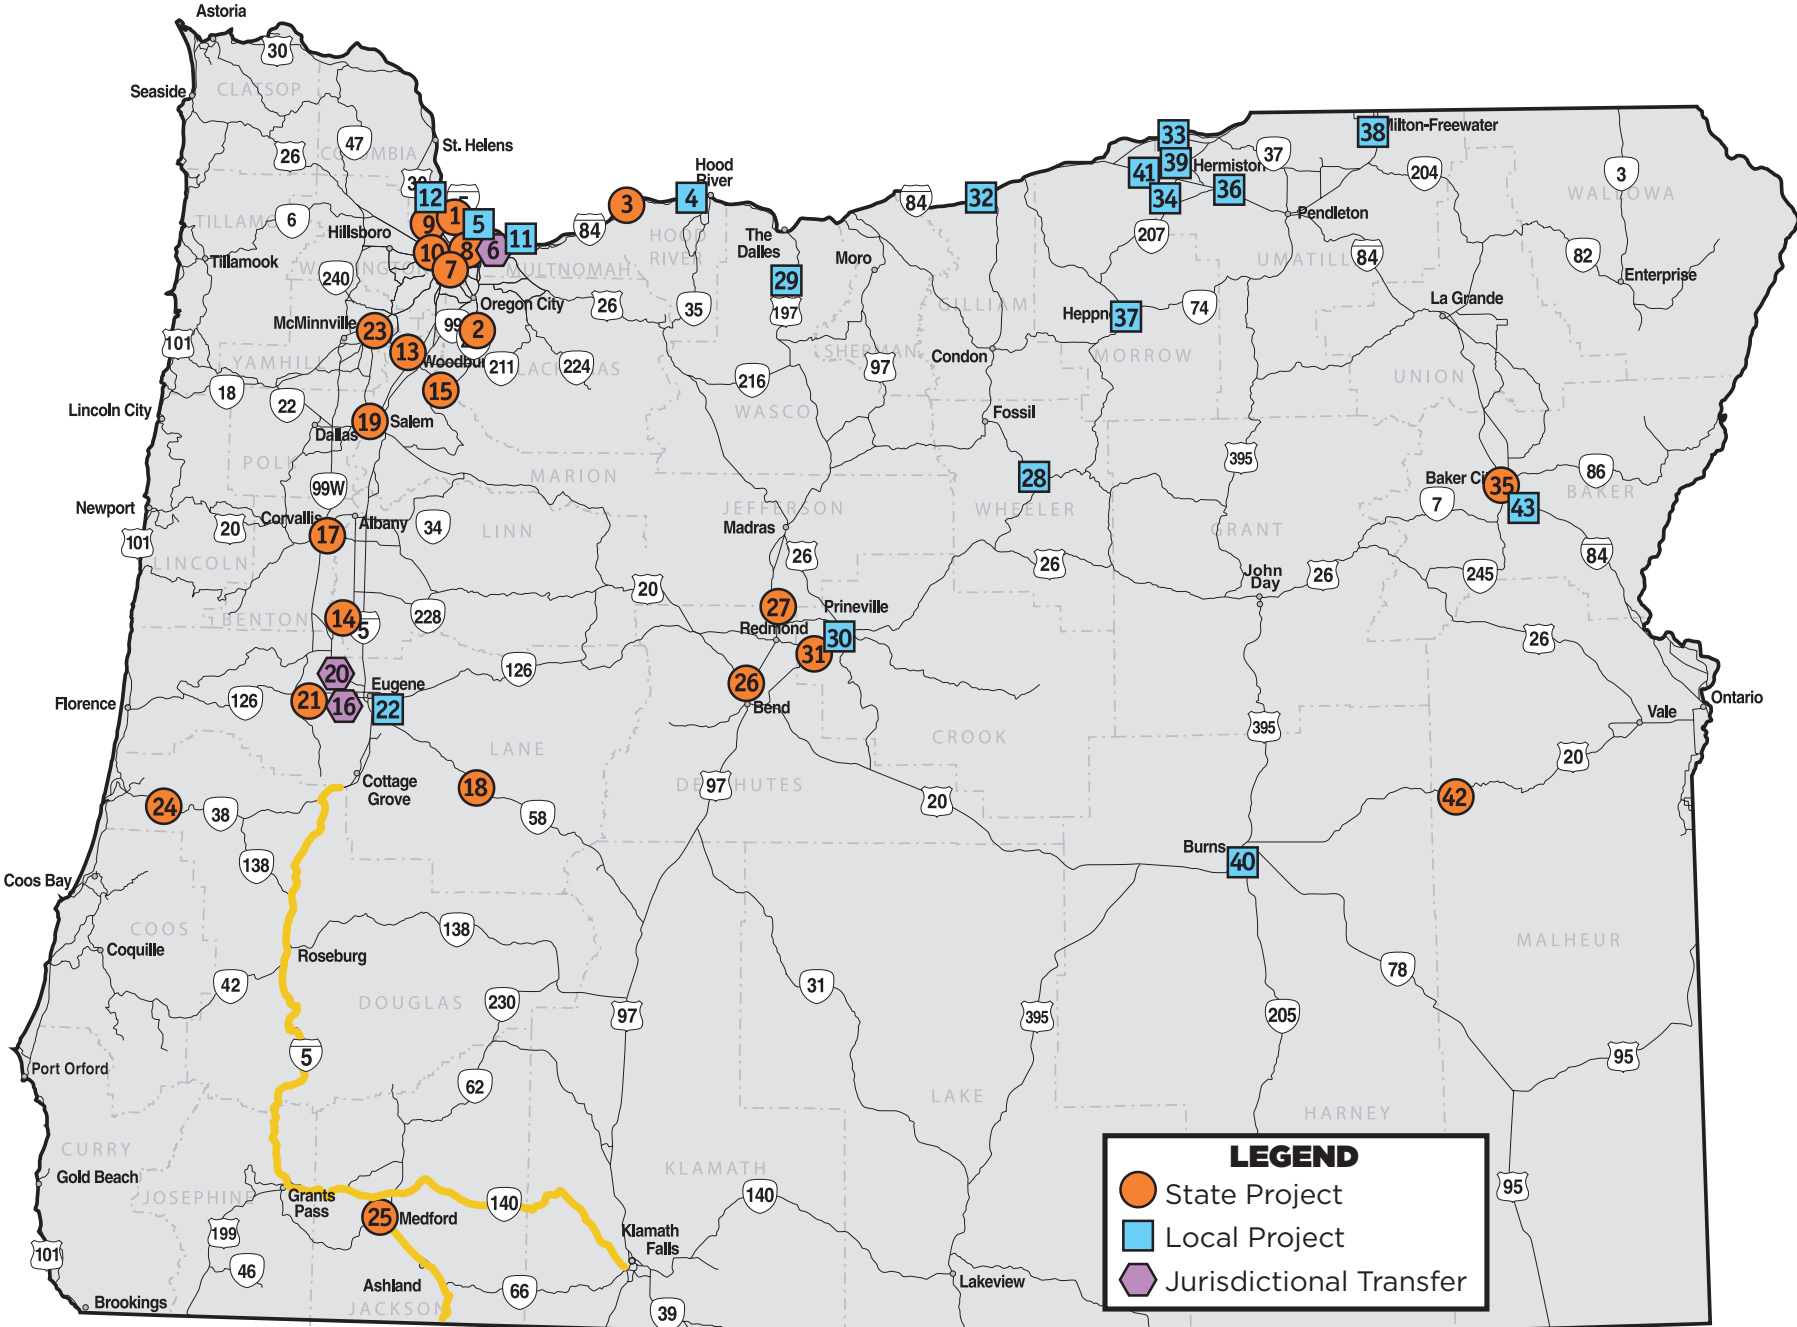 Astoria
30
CLATSOP
Seaside
47
St. Helens
26
COLUMBIA
30
5
12
1
9
5
11
TILLAMO
6
Hillsboro
10
8
6
7
Tillamook
WASHINGTON
MULTNOMAH
84
3
4
Hood
River
HOOD
RIVER
The
Dalles
Moro
29
197
84
32
33
39
41
Hermiston
34
36
37
38
Milton-Freewater
204
3
WALLOWA
Pendleton
207
UMATILLA
84
82
Enterprise
La Grande
240
Oregon City
26
35
GILLIAM
Heppn
37
74
McMinnville
23
99
2
13
Woodbur
211
CLACKAMAS
224
101
YAMHILL
15
SHERMAN
97
Condon
MORROW
UNION
18
22
216
WASCO
Lincoln City
19
Salem
Dallas
Fossil
POLK
MARION
395
28
99W
JEFFERSON
WHEELER
Baker Ci
35
86
BAKER
7
43
Newport
20
Corvallis
Albany
34
LINN
Madras
GRANT
101
17
LINCOLN
26
26
John
Day
26
245
84
20
BENTON
14
5
228
27
Prineville
Redmond
30
31
26
20
21
16
Eugene
22
126
126
Florence
26
Bend
Ontario
Vale
LANE
CROOK
395
20
Cottage
Grove
18
DESCHUTES
97
20
42
24
38
58
138
Burns
40
Coos Bay
COOS
138
Coquille
Roseburg
MALHEUR
42
78
DOUGLAS
230
31
97
395
205
5
95
Port Orford
62
LAKE
HARNEY
CURRY
KLAMATH
Gold Beach
JOSEPHINE
Grants
Pass
140
140
95
25
Medford
199
Klamath
Falls
101
46
Ashland
66
Lakeview
Brookings
JACKSON
39
LEGEND
State Project
Local Project
Jurisdictional Transfer